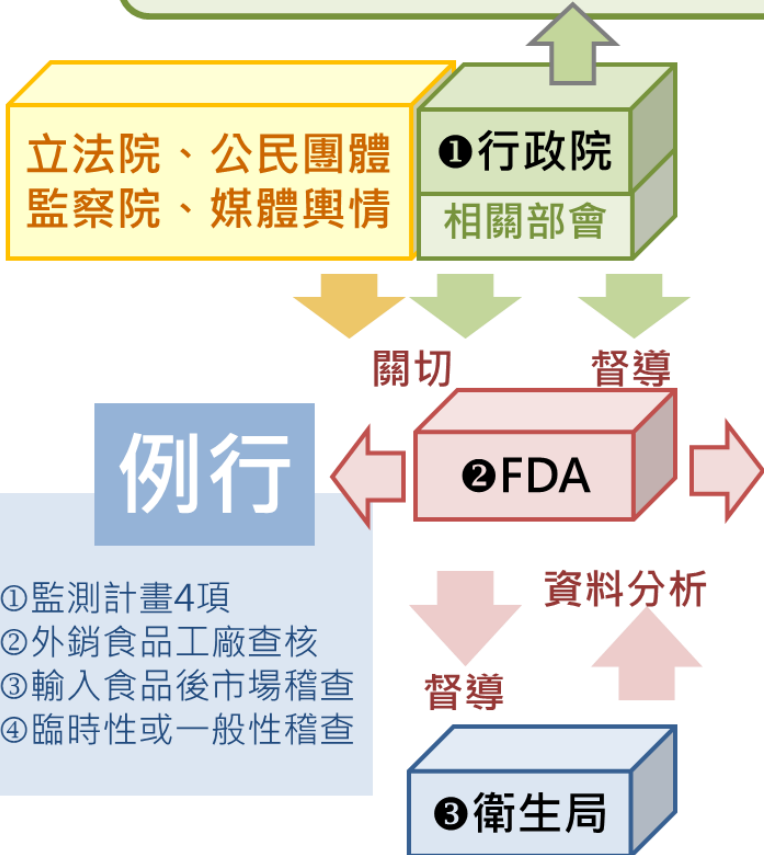 立法院、公民團體
監察院、媒體輿情
❶行政院
相關部會
關切
督導
例行
❷FDA
①監測計畫4項
②外銷食品工廠查核
③輸入食品後市場稽查
④臨時性或一般性稽查
資料分析
督導
❸衛生局